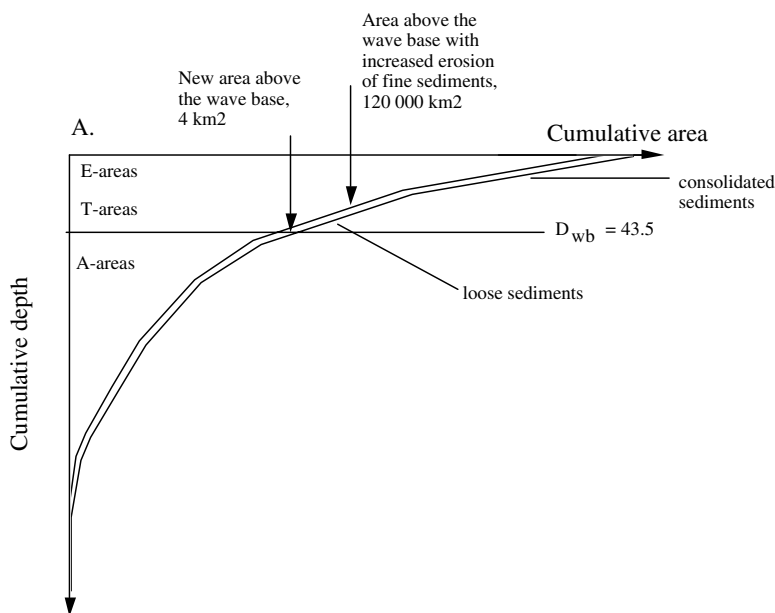 Area above the
wave base with
increased erosion
of fine sediments,
120 000 km2
New area above
the wave base,
4 km2
A.
Cumulative area
E-areas
consolidated
sediments
T-areas
D wb = 43.5
A-areas
loose sediments
Cumulative depth